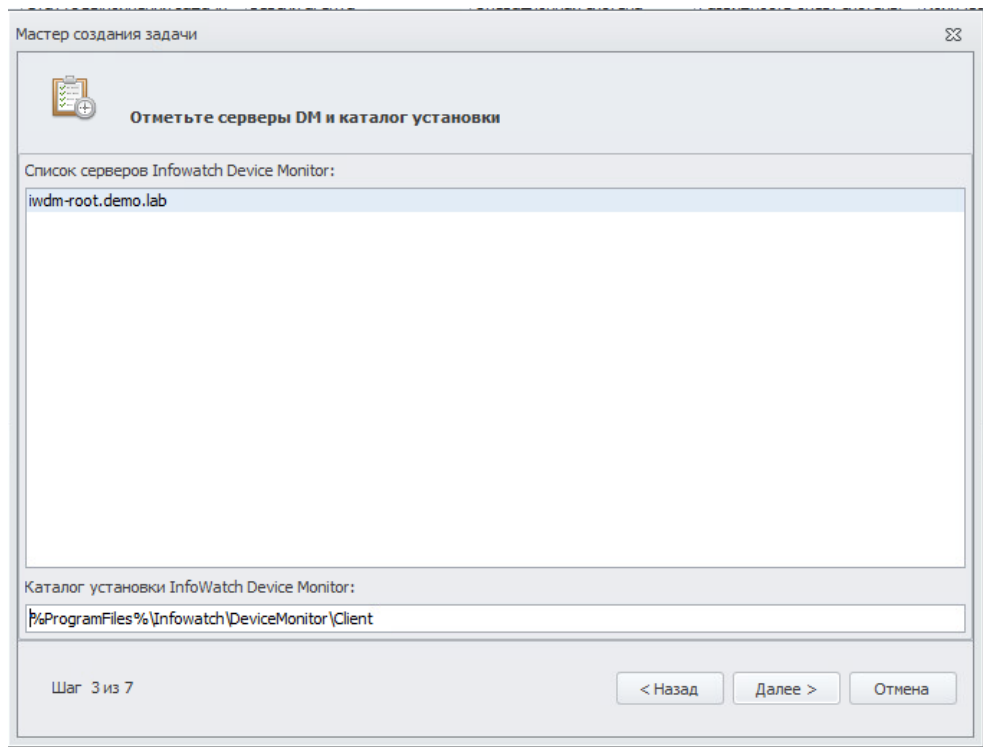 Мастер создания задачи
Отметьте серверы DM и каталог установки
Список серверов Infowatch Device Monitor:
iwdm-root.demo.lab
Каталог установки InfoWatch Device Monitor:
%ProgramFiles%\Infowatch\DeviceMonitor\Client
Шаг 3 из 7
< Назад
Далее >
Отмена